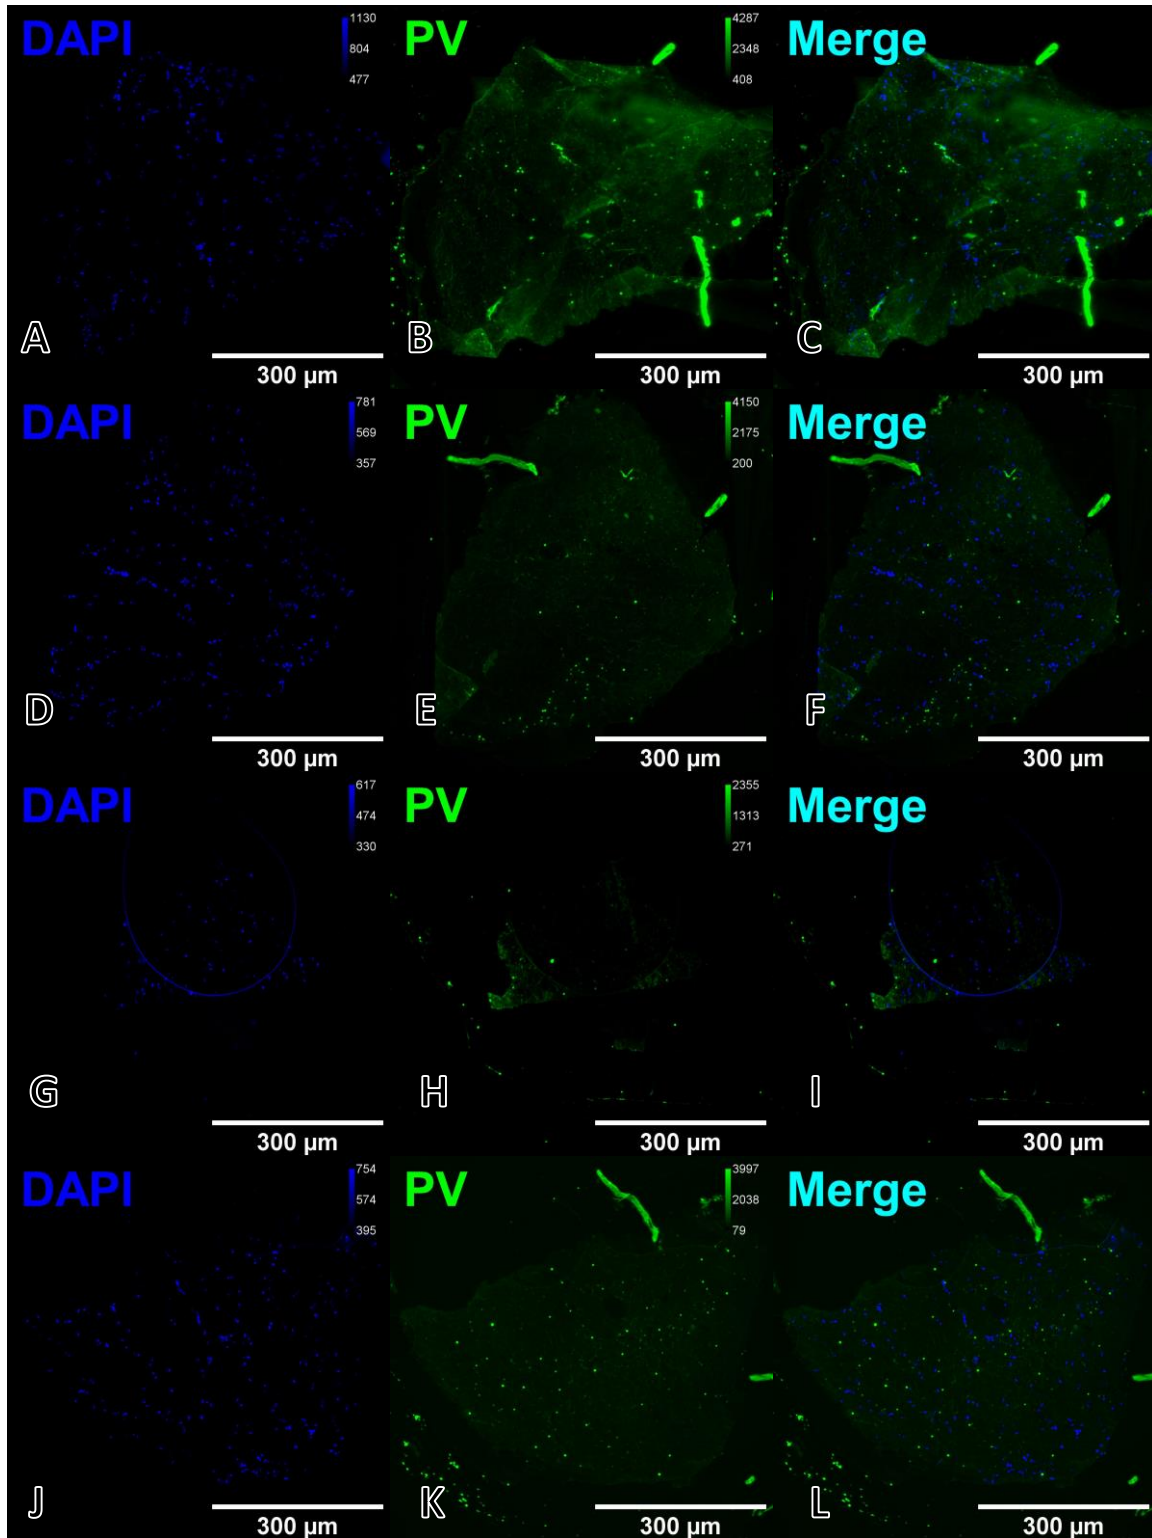 DAPI
1130
804
477
A
300 µm
PV
4287
2348
408
B
300 µm
Merge
C
300 µm
DAPI
781
569
357
D
300 µm
PV
4150
2175
200
E
300 µm
Merge
F
300 µm
DAPI
617
474
330
G
300 µm
PV
2355
1313
271
H
300 µm
Merge
I
300 µm
DAPI
754
574
395
J
300 µm
PV
3997
2038
79
K
300 µm
Merge
L
300 µm